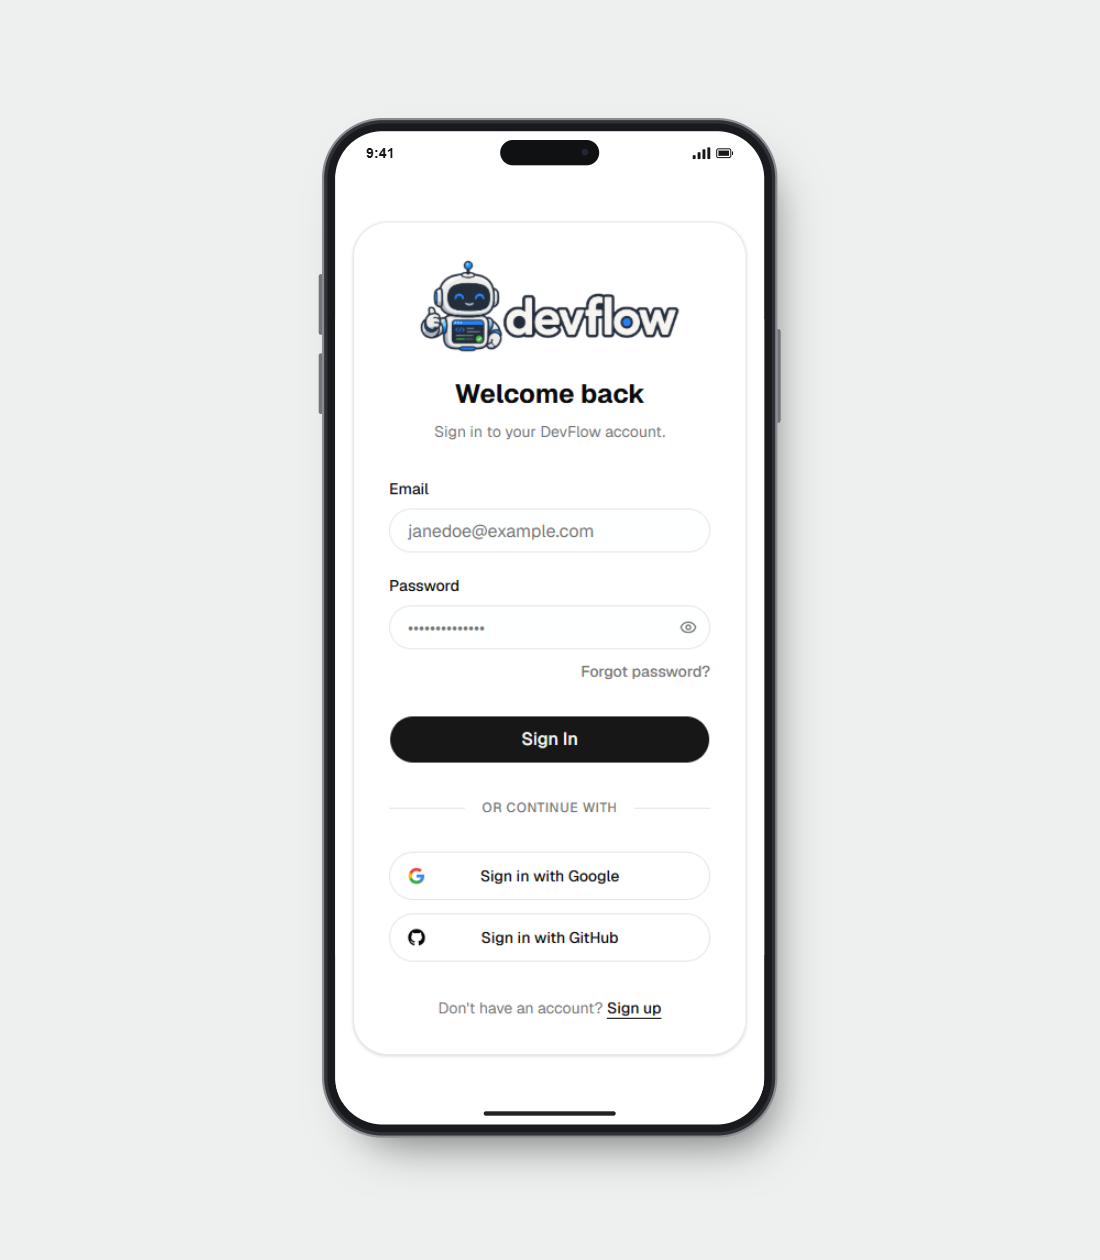 9:41
devflow
Welcome back
Sign in to your DevFlow account.
Email
janedoe@example.com
Password
••••••••••••••
Forgot password?
Sign In
OR CONTINUE WITH
Sign in with Google
Sign in with GitHub
Don't have an account? Sign up